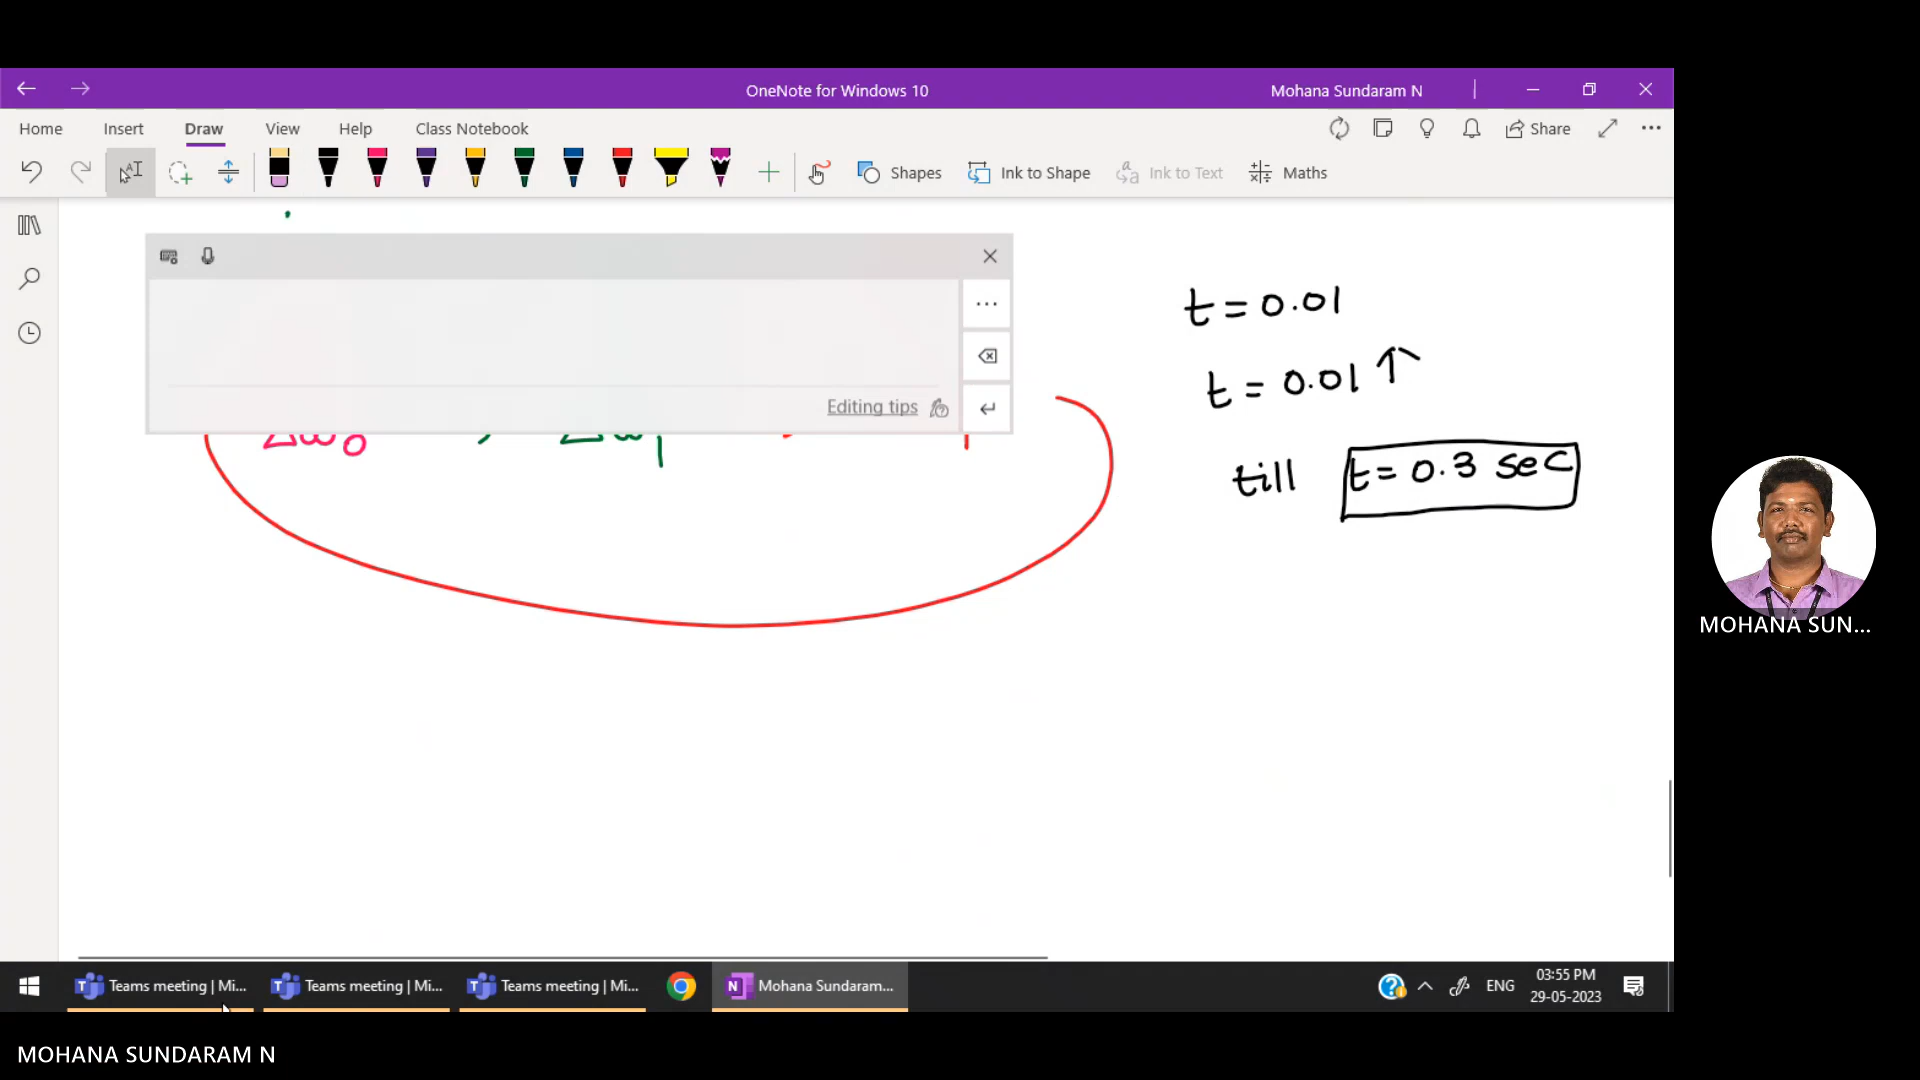 OneNote for Windows 10
Mohana Sundaram N
Home Insert Draw View Help Class Notebook
Share
Shapes Ink to Shape Ink to Text Maths
t = 0.01
t = 0.01 ↑
till t = 0.3 sec
Editing tips
Δω₀ , Δω₁
MOHANA SUN...
Teams meeting | Mi... Teams meeting | Mi... Teams meeting | Mi... Mohana Sundaram...
ENG
03:55 PM
29-05-2023
MOHANA SUNDARAM N